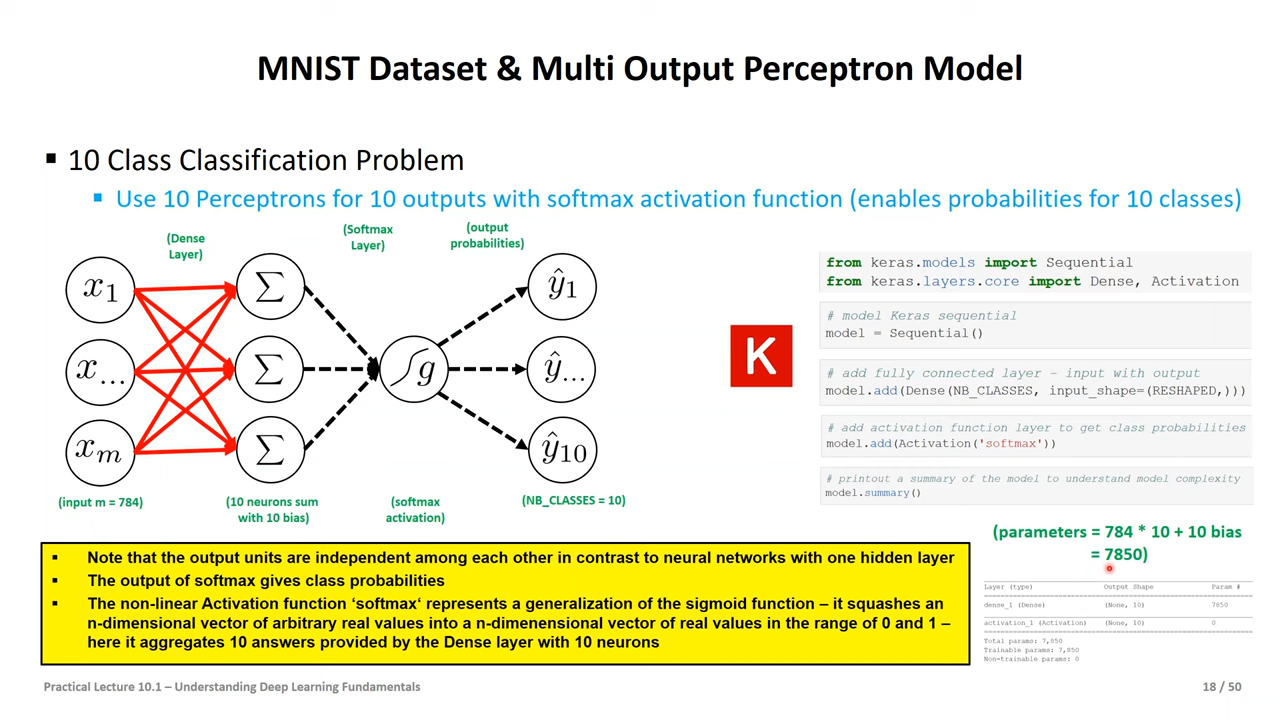 MNIST Dataset & Multi Output Perceptron Model
▪ 10 Class Classification Problem
▪ Use 10 Perceptrons for 10 outputs with softmax activation function (enables probabilities for 10 classes)
(Dense
Layer)
(Softmax
Layer)
(output
probabilities)
x1
x...
xm
∑
∑
∑
g
ŷ1
ŷ...
ŷ10
(input m = 784)
(10 neurons sum
with 10 bias)
(softmax
activation)
(NB_CLASSES = 10)
K
from keras.models import Sequential
from keras.layers.core import Dense, Activation
# model Keras sequential
model = Sequential()
# add fully connected layer - input with output
model.add(Dense(NB_CLASSES, input_shape=(RESHAPED,)))
# add activation function layer to get class probabilities
model.add(Activation('softmax'))
# printout a summary of the model to understand model complexity
model.summary()
(parameters = 784 * 10 + 10 bias
= 7850)
Layer (type) Output Shape Param #
dense_1 (Dense) (None, 10) 7850
activation_1 (Activation) (None, 10) 0
Total params: 7,850
Trainable params: 7,850
Non-trainable params: 0
▪ Note that the output units are independent among each other in contrast to neural networks with one hidden layer
▪ The output of softmax gives class probabilities
▪ The non-linear Activation function ‘softmax‘ represents a generalization of the sigmoid function – it squashes an
n-dimensional vector of arbitrary real values into a n-dimenensional vector of real values in the range of 0 and 1 –
here it aggregates 10 answers provided by the Dense layer with 10 neurons
Practical Lecture 10.1 – Understanding Deep Learning Fundamentals
18 / 50